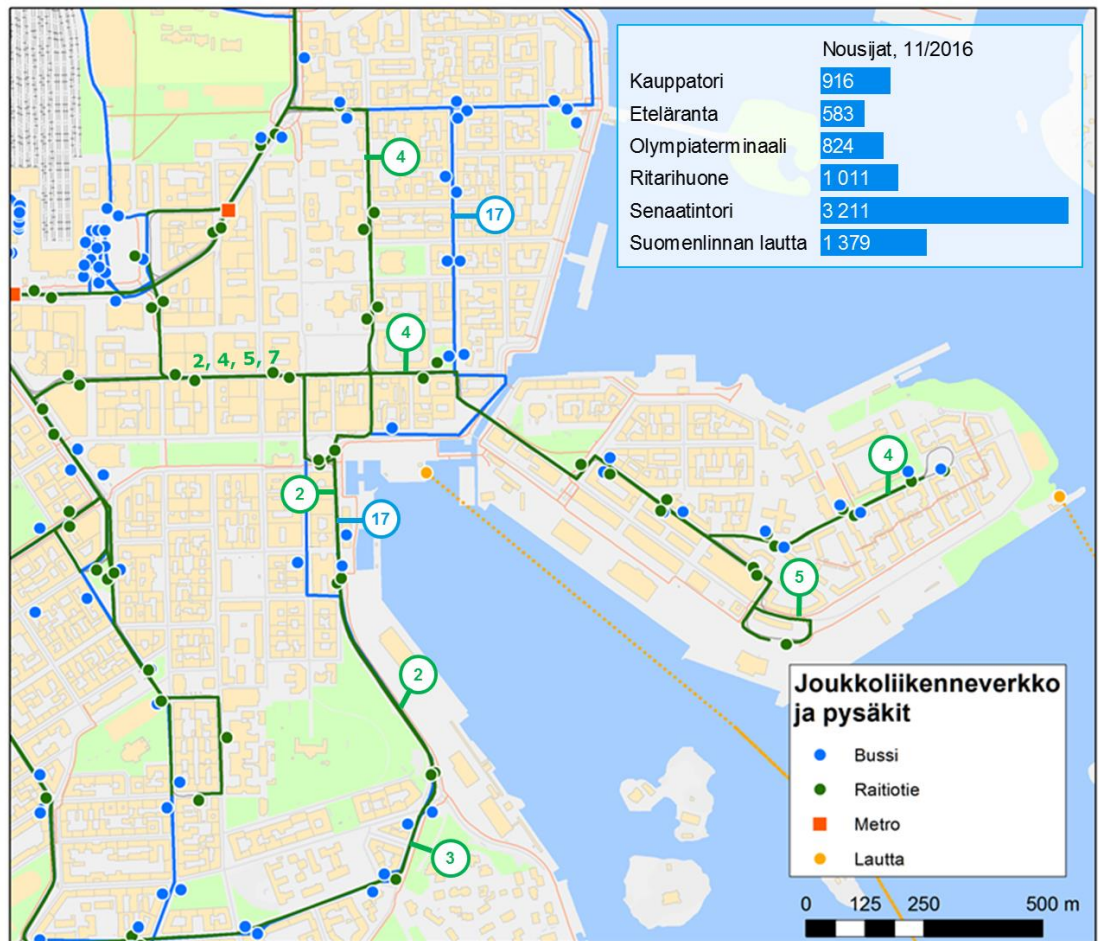 Nousijat, 11/2016
Kauppatori 916
Eteläranta 583
Olympiaterminaali 824
Ritarihuone 1 011
Senaatintori 3 211
Suomenlinnan lautta 1 379
4
17
4
2, 4, 5, 7
4
2
17
5
2
3
Joukkoliikenneverkko
ja pysäkit
Bussi
Raitiotie
Metro
Lautta
0 125 250 500 m